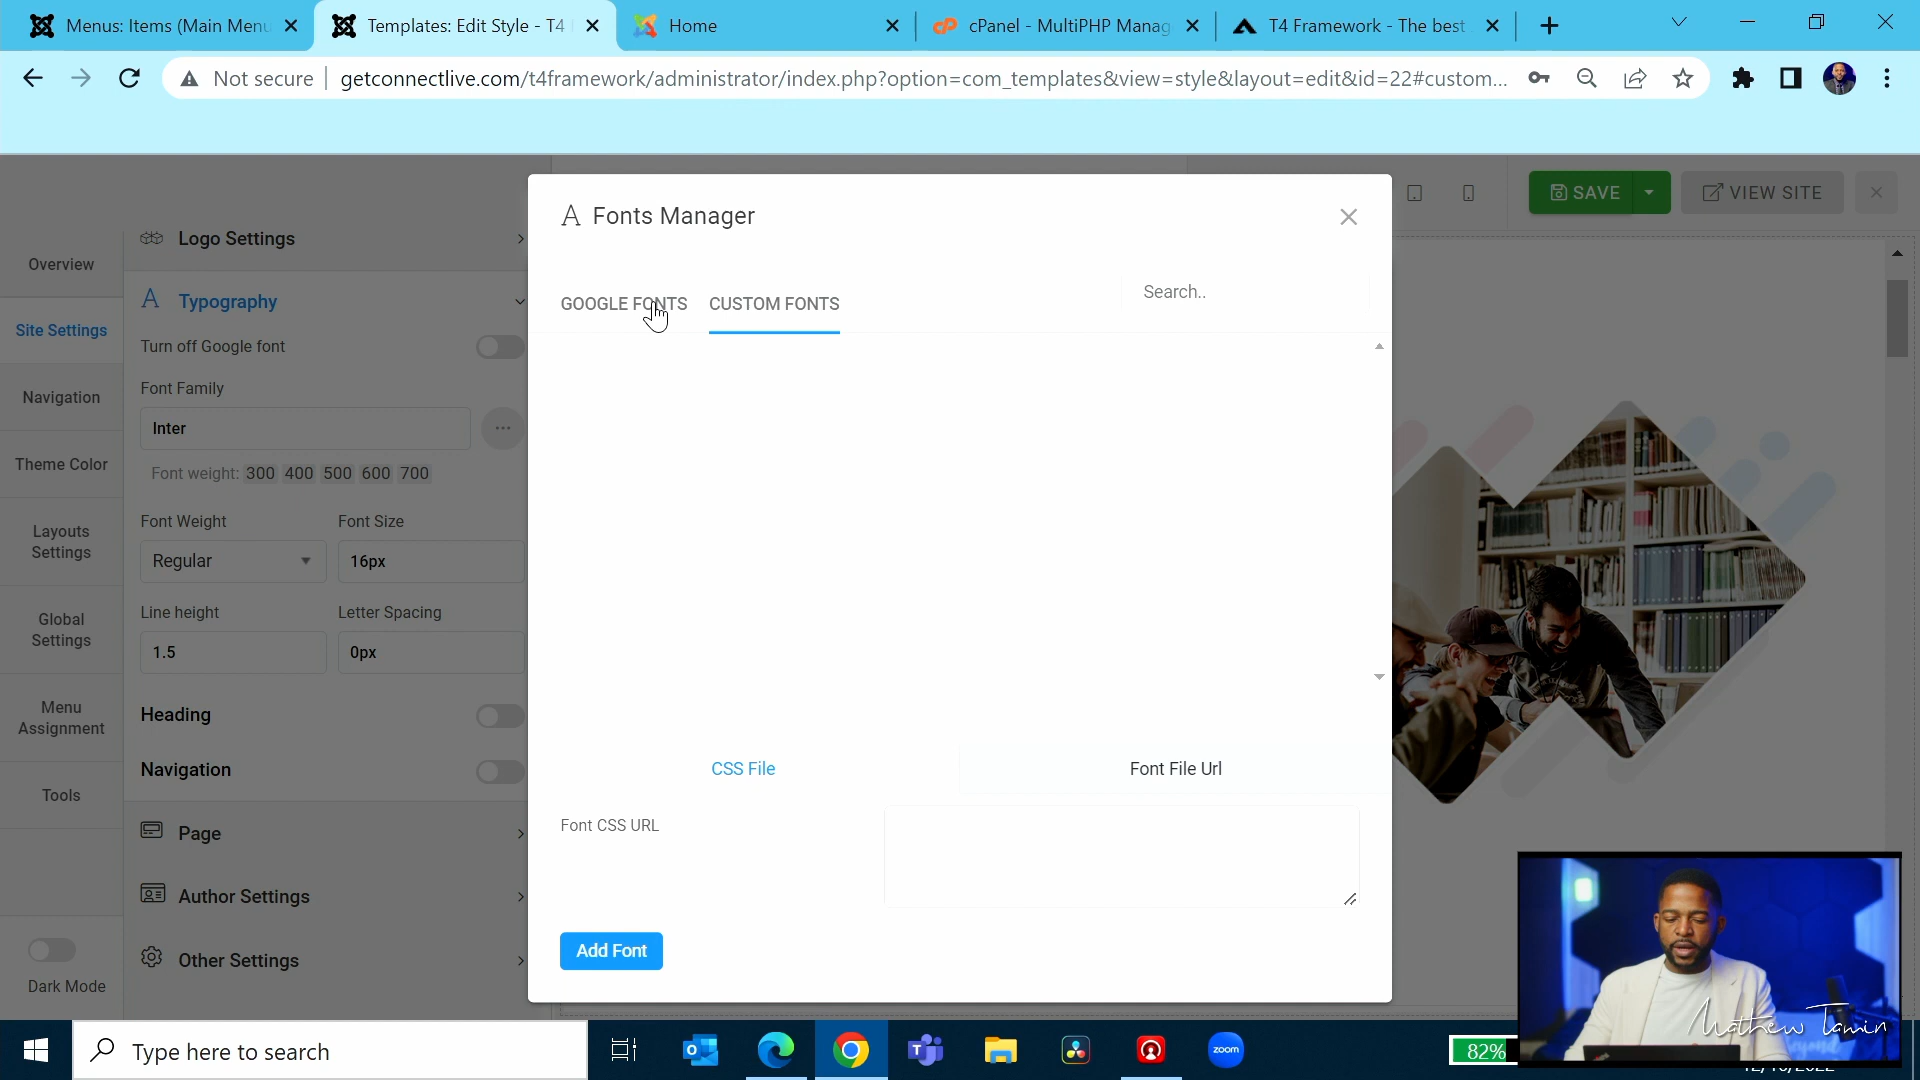 Menus: Items (Main Menu
Templates: Edit Style - T4
Home
cPanel - MultiPHP Manag
T4 Framework - The best
Not secure
getconnectlive.com/t4framework/administrator/index.php?option=com_templates&view=style&layout=edit&id=22#custom...
SAVE
VIEW SITE
Overview
Site Settings
Navigation
Theme Color
Layouts
Settings
Global
Settings
Menu
Assignment
Tools
Dark Mode
Logo Settings
Typography
Turn off Google font
Font Family
Inter
Font weight: 300 400 500 600 700
Font Weight
Font Size
Regular
16px
Line height
Letter Spacing
1.5
0px
Heading
Navigation
Page
Author Settings
Other Settings
Fonts Manager
GOOGLE FONTS
CUSTOM FONTS
Search..
CSS File
Font File Url
Font CSS URL
Add Font
Mathew Tamin
Type here to search
zoom
82%